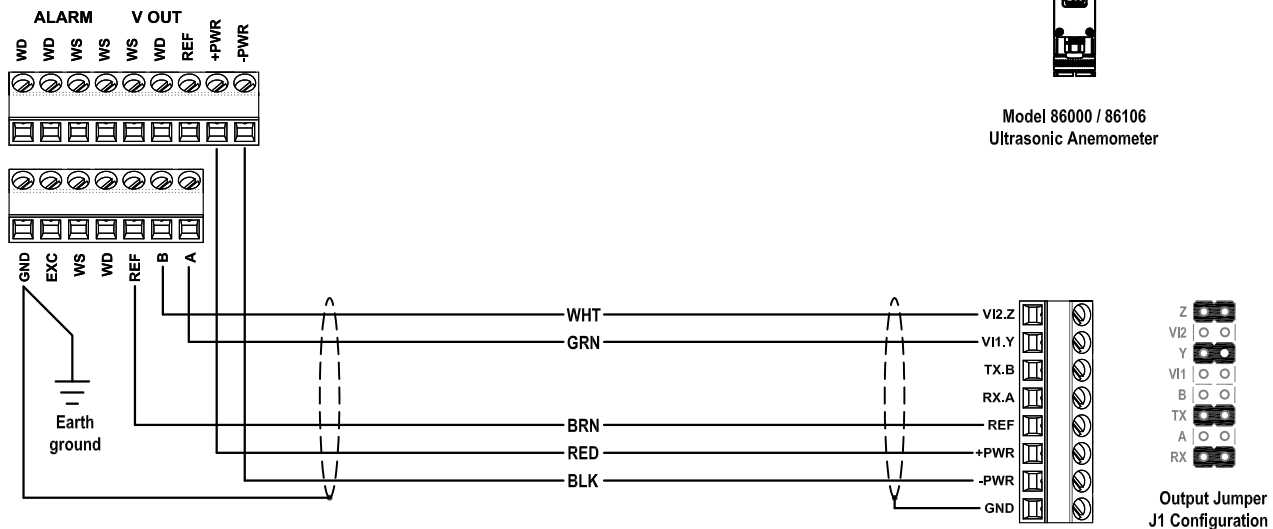 ALARM V OUT
WD WD WS WS WS WD REF +PWR -PWR
Model 86000 / 86106
Ultrasonic Anemometer
GND EXC WS WD REF B A
Earth
ground
WHT
GRN
BRN
RED
BLK
VI2.Z
VI1.Y
TX.B
RX.A
REF
+PWR
-PWR
GND
Z
VI2
Y
VI1
B
TX
A
RX
Output Jumper
J1 Configuration